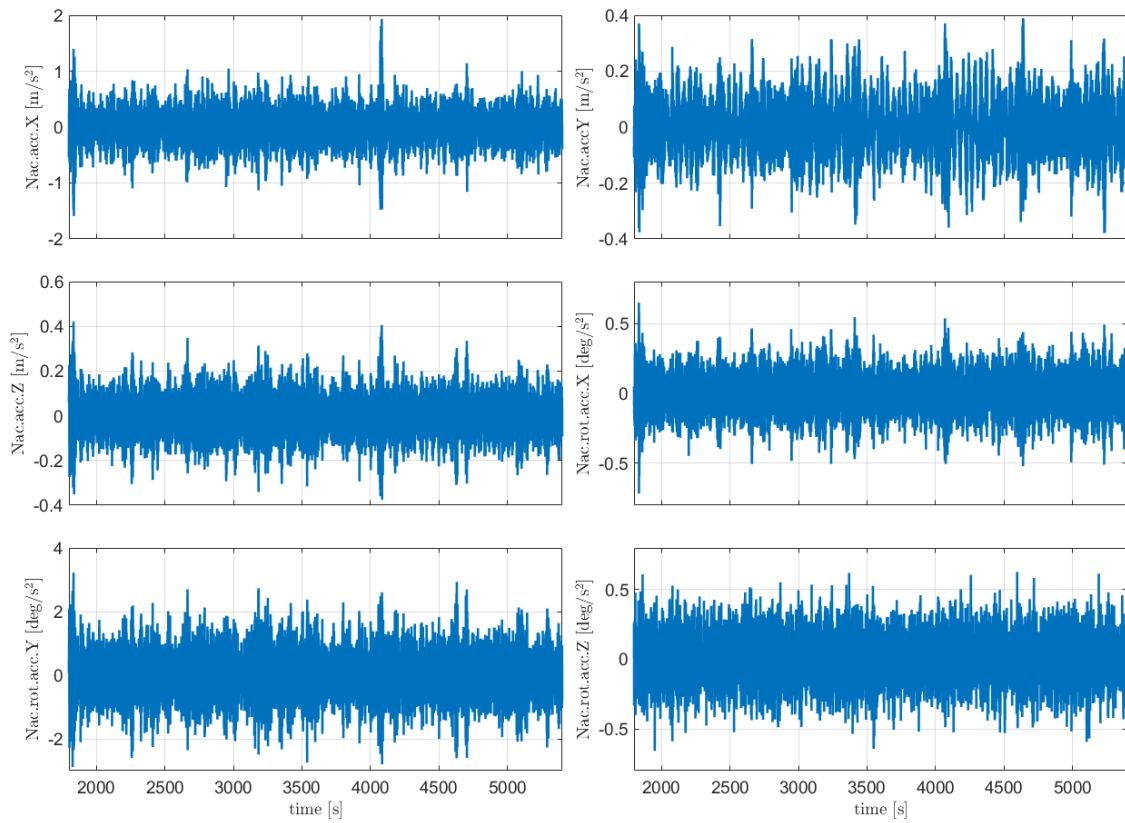 2
1
0
-1
-2
Nac.acc.X [m/s²]
0.4
0.2
0
-0.2
-0.4
Nac.accY [m/s²]
0.6
0.4
0.2
0
-0.2
-0.4
Nac.acc.Z [m/s²]
0.5
0
-0.5
Nac.rot.acc.X [deg/s²]
4
2
0
-2
Nac.rot.acc.Y [deg/s²]
2000 2500 3000 3500 4000 4500 5000
time [s]
0.5
0
-0.5
Nac.rot.acc.Z [deg/s²]
2000 2500 3000 3500 4000 4500 5000
time [s]